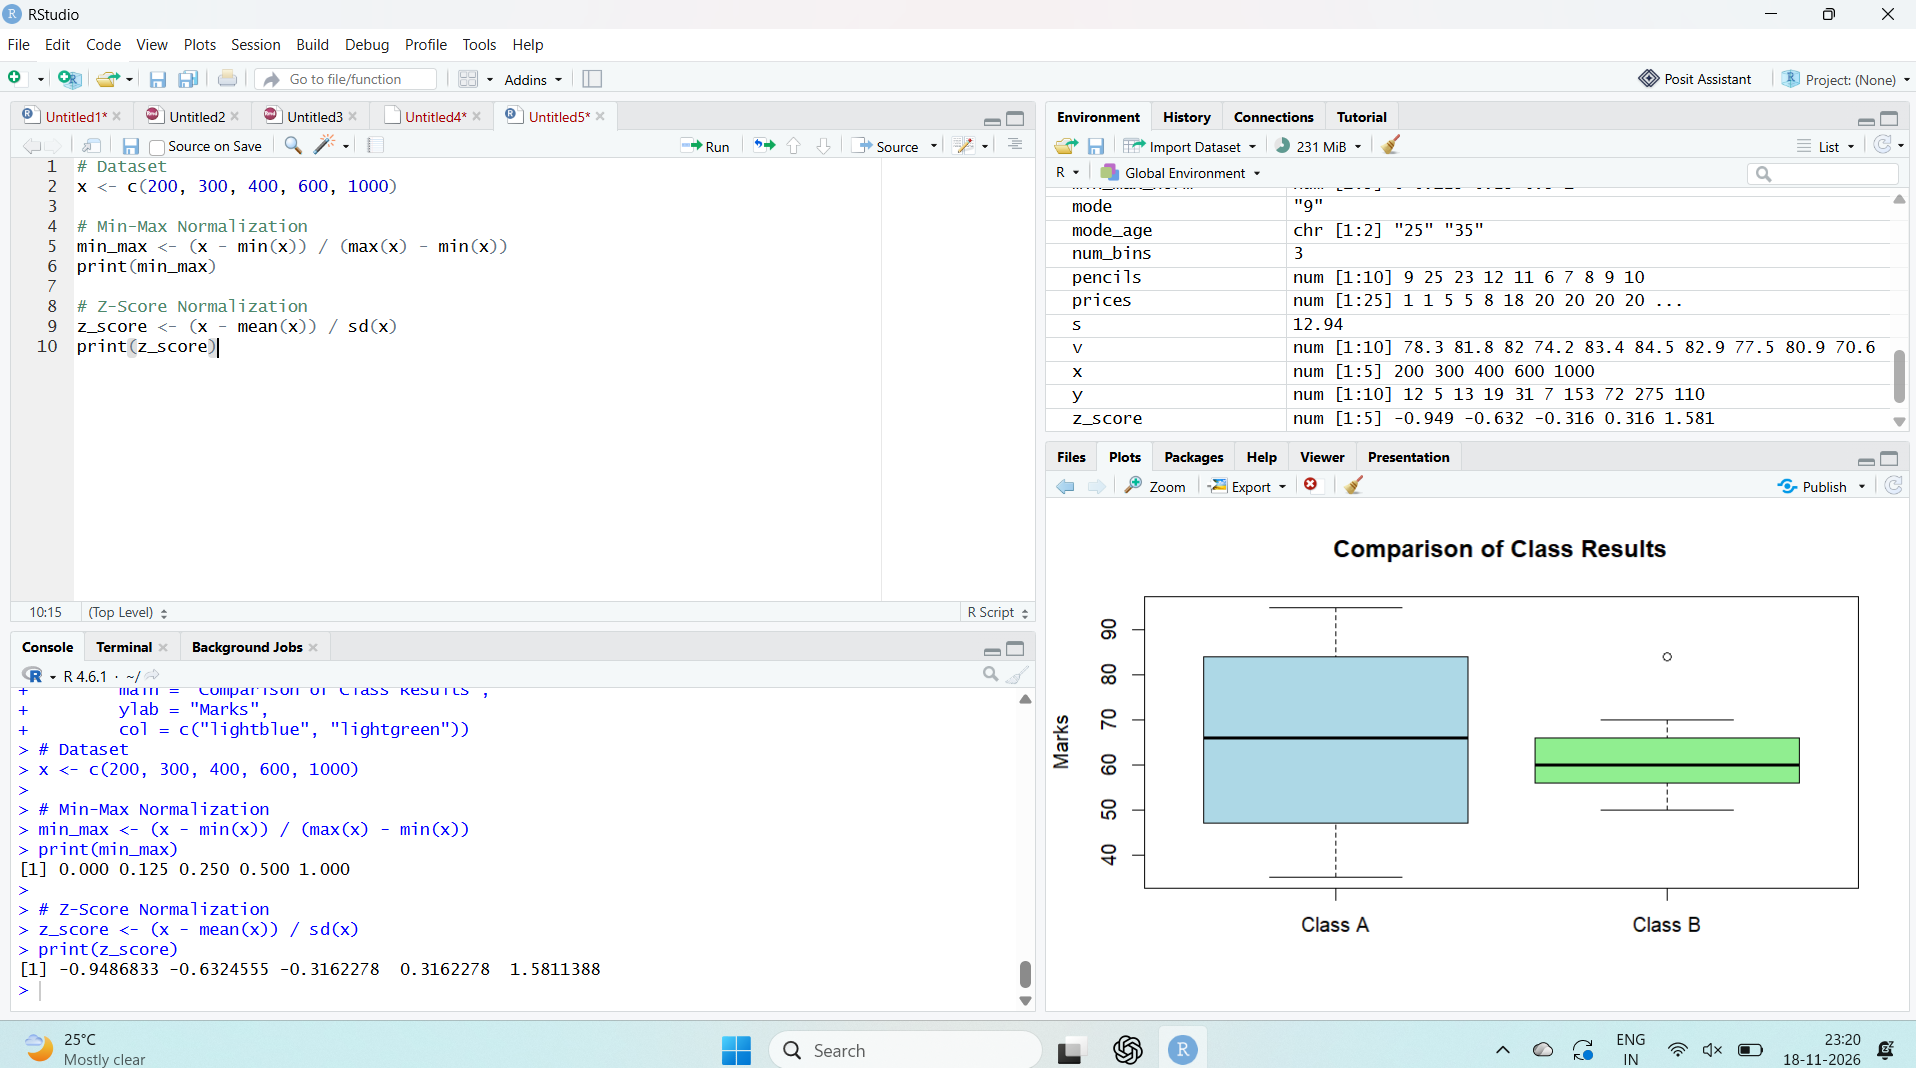 RStudio
File Edit Code View Plots Session Build Debug Profile Tools Help
Go to file/function Addins Posit Assistant Project: (None)
Untitled1* Untitled2 Untitled3 Untitled4* Untitled5*
Source on Save Run Source
1 # Dataset
2 x <- c(200, 300, 400, 600, 1000)
3
4 # Min-Max Normalization
5 min_max <- (x - min(x)) / (max(x) - min(x))
6 print(min_max)
7
8 # Z-Score Normalization
9 z_score <- (x - mean(x)) / sd(x)
10 print(z_score)
10:15 (Top Level) R Script
Console Terminal Background Jobs
R 4.6.1 · ~/
+ main = "Comparison of Class Results",
+ ylab = "Marks",
+ col = c("lightblue", "lightgreen"))
> # Dataset
> x <- c(200, 300, 400, 600, 1000)
>
> # Min-Max Normalization
> min_max <- (x - min(x)) / (max(x) - min(x))
> print(min_max)
[1] 0.000 0.125 0.250 0.500 1.000
>
> # Z-Score Normalization
> z_score <- (x - mean(x)) / sd(x)
> print(z_score)
[1] -0.9486833 -0.6324555 -0.3162278 0.3162278 1.5811388
>
Environment History Connections Tutorial
Import Dataset 231 MiB List
R Global Environment
mode "9"
mode_age chr [1:2] "25" "35"
num_bins 3
pencils num [1:10] 9 25 23 12 11 6 7 8 9 10
prices num [1:25] 1 1 5 5 8 18 20 20 20 20 ...
s 12.94
v num [1:10] 78.3 81.8 82 74.2 83.4 84.5 82.9 77.5 80.9 70.6
x num [1:5] 200 300 400 600 1000
y num [1:10] 12 5 13 19 31 7 153 72 275 110
z_score num [1:5] -0.949 -0.632 -0.316 0.316 1.581
Files Plots Packages Help Viewer Presentation
Zoom Export Publish
Comparison of Class Results
Marks
90
80
70
60
50
40
Class A Class B
25°C
Mostly clear
Search
ENG
IN
23:20
18-11-2026